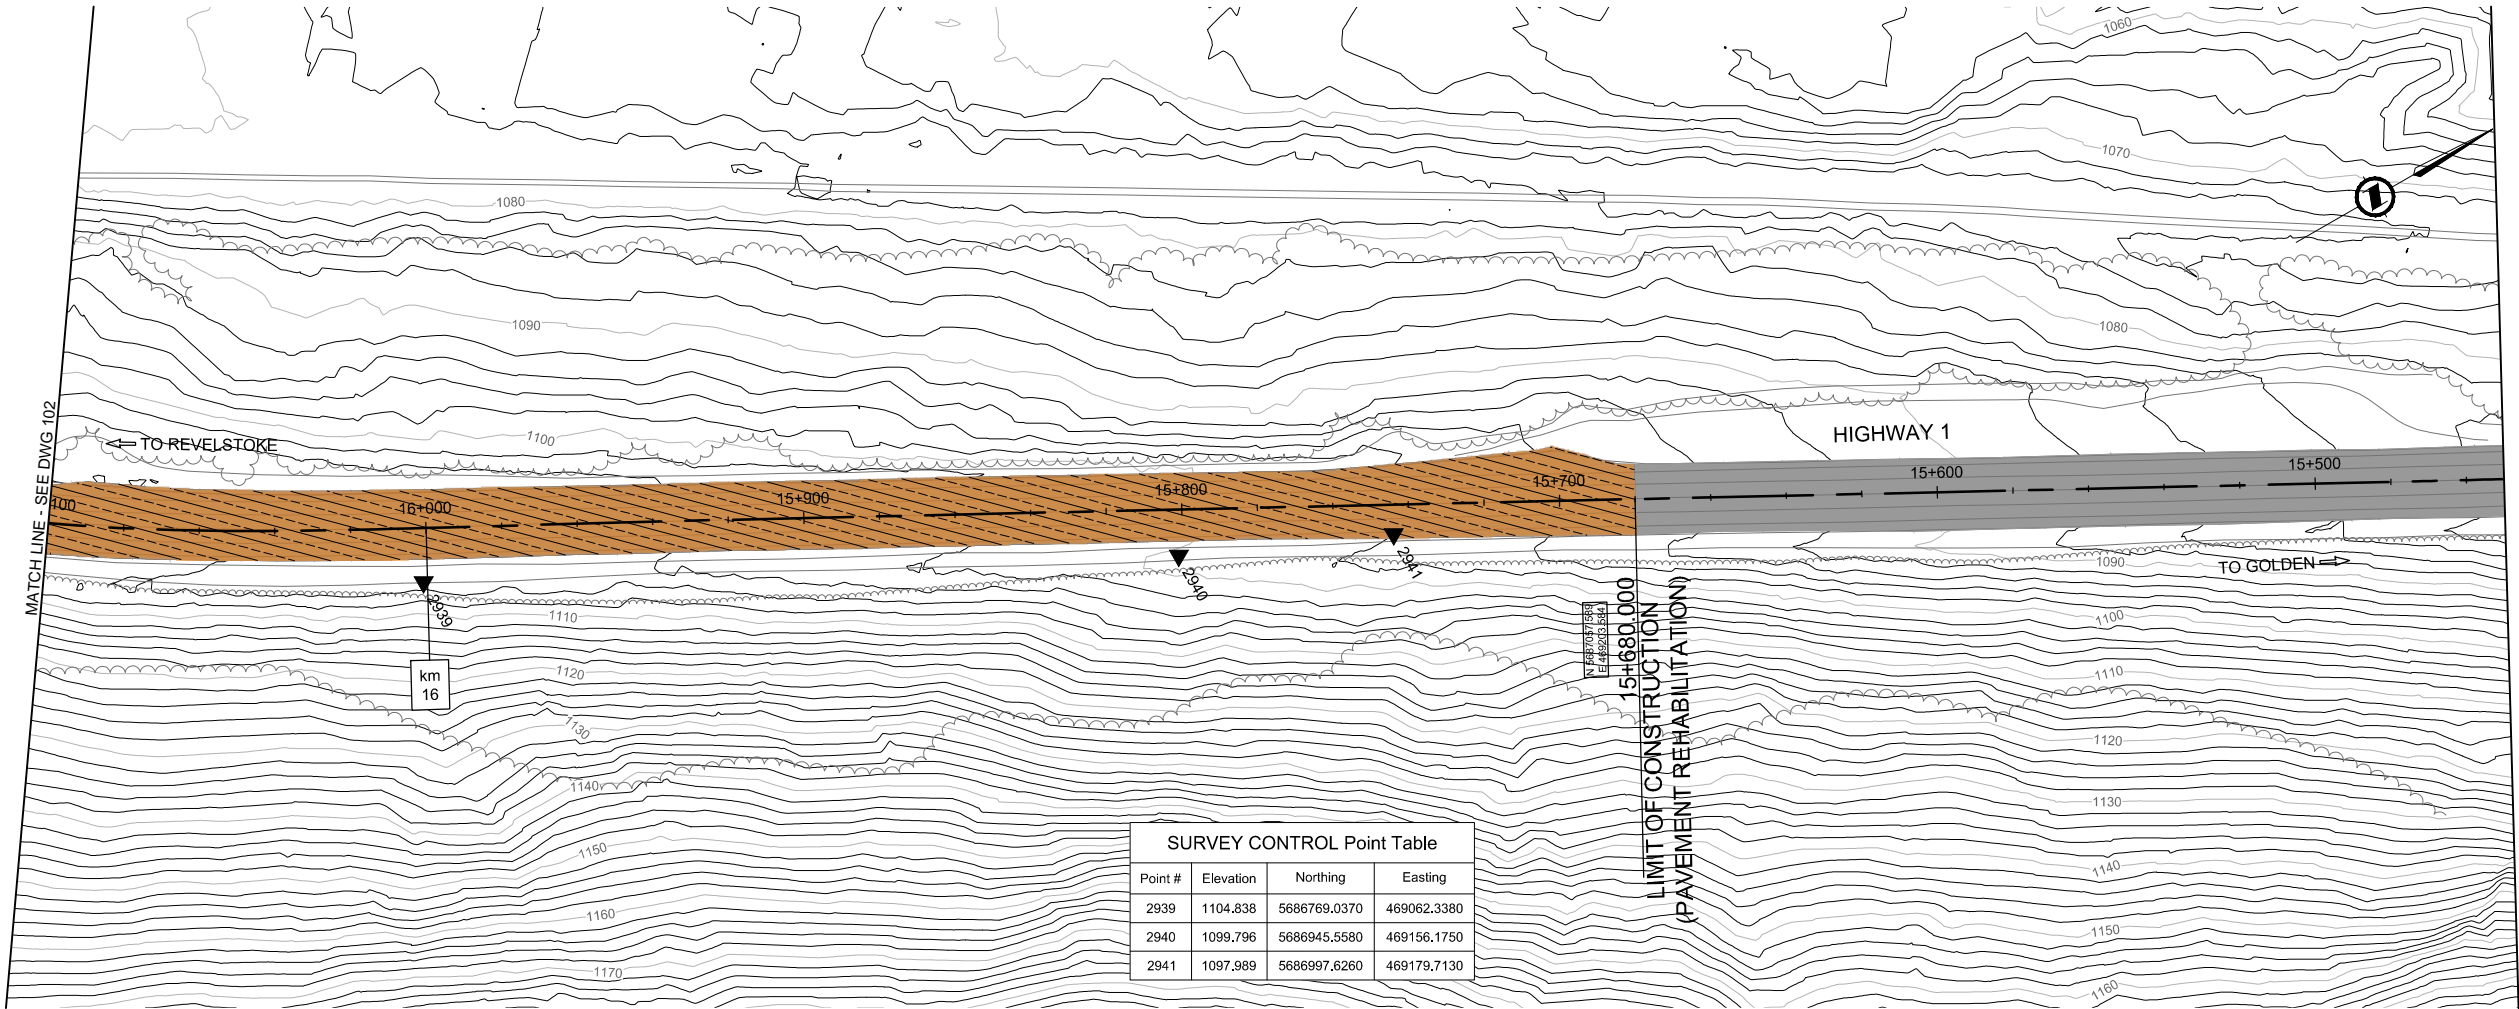 1060
1070
1080
1090
1080
MATCH LINE - SEE DWG 102
TO REVELSTOKE
1100
HIGHWAY 1
100
16+000
15+900
15+800
15+700
15+600
15+500
2939
2940
2941
1090
TO GOLDEN
1110
1100
km
16
1120
1110
1130
1120
1140
1130
1150
1140
1160
1150
1170
1160
N 5687057.589
E 469203.584
15+680.000
LIMIT OF CONSTRUCTION
(PAVEMENT REHABILITATION)
SURVEY CONTROL Point Table
Point # Elevation Northing Easting
2939 1104.838 5686769.0370 469062.3380
2940 1099.796 5686945.5580 469156.1750
2941 1097.989 5686997.6260 469179.7130